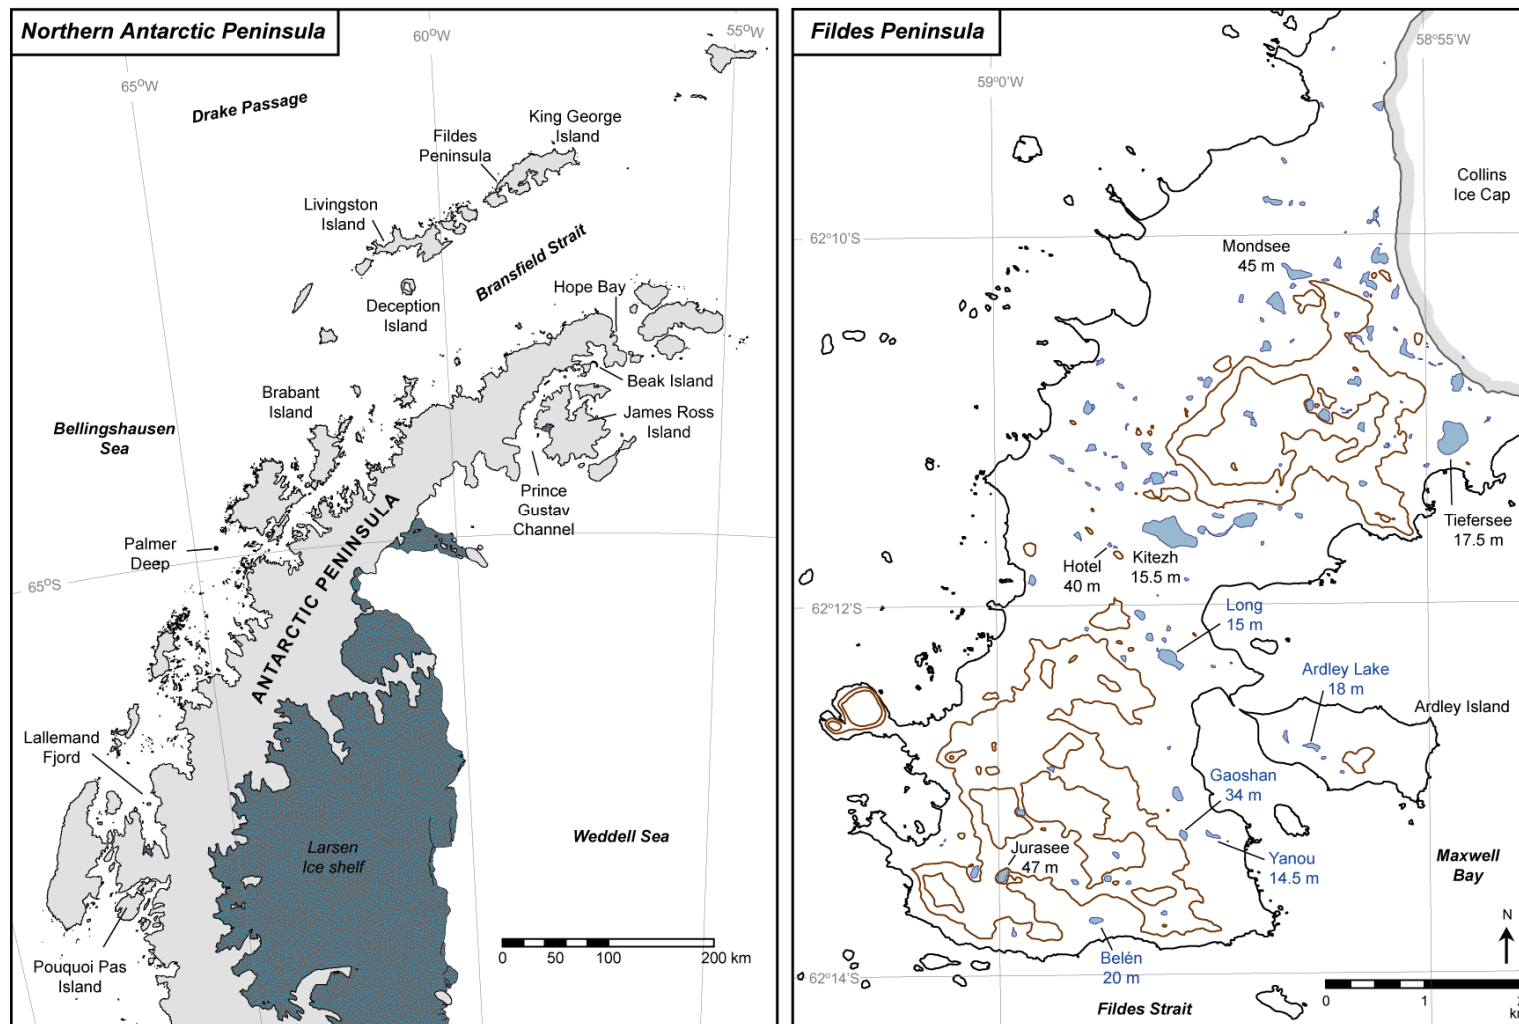 Northern Antarctic Peninsula
60°W
55°W
65°W
Drake Passage
King George
Island
Fildes
Peninsula
Livingston
Island
Bransfield Strait
Deception
Island
Hope Bay
Beak Island
Brabant
Island
James Ross
Island
Bellingshausen
Sea
Prince
Gustav
Channel
ANTARCTIC PENINSULA
Palmer
Deep
65°S
Lallemand
Fjord
Larsen
Ice shelf
Weddell Sea
0 50 100 200 km
Pouquoi Pas
Island
Fildes Peninsula
58°55'W
59°0'W
Collins
Ice Cap
62°10'S
Mondsee
45 m
Tiefersee
17.5 m
Hotel
40 m
Kitezh
15.5 m
62°12'S
Long
15 m
Ardley Lake
18 m
Ardley Island
Gaoshan
34 m
Jurasee
47 m
Yanou
14.5 m
Maxwell
Bay
N
Belén
20 m
62°14'S
Fildes Strait
0 1